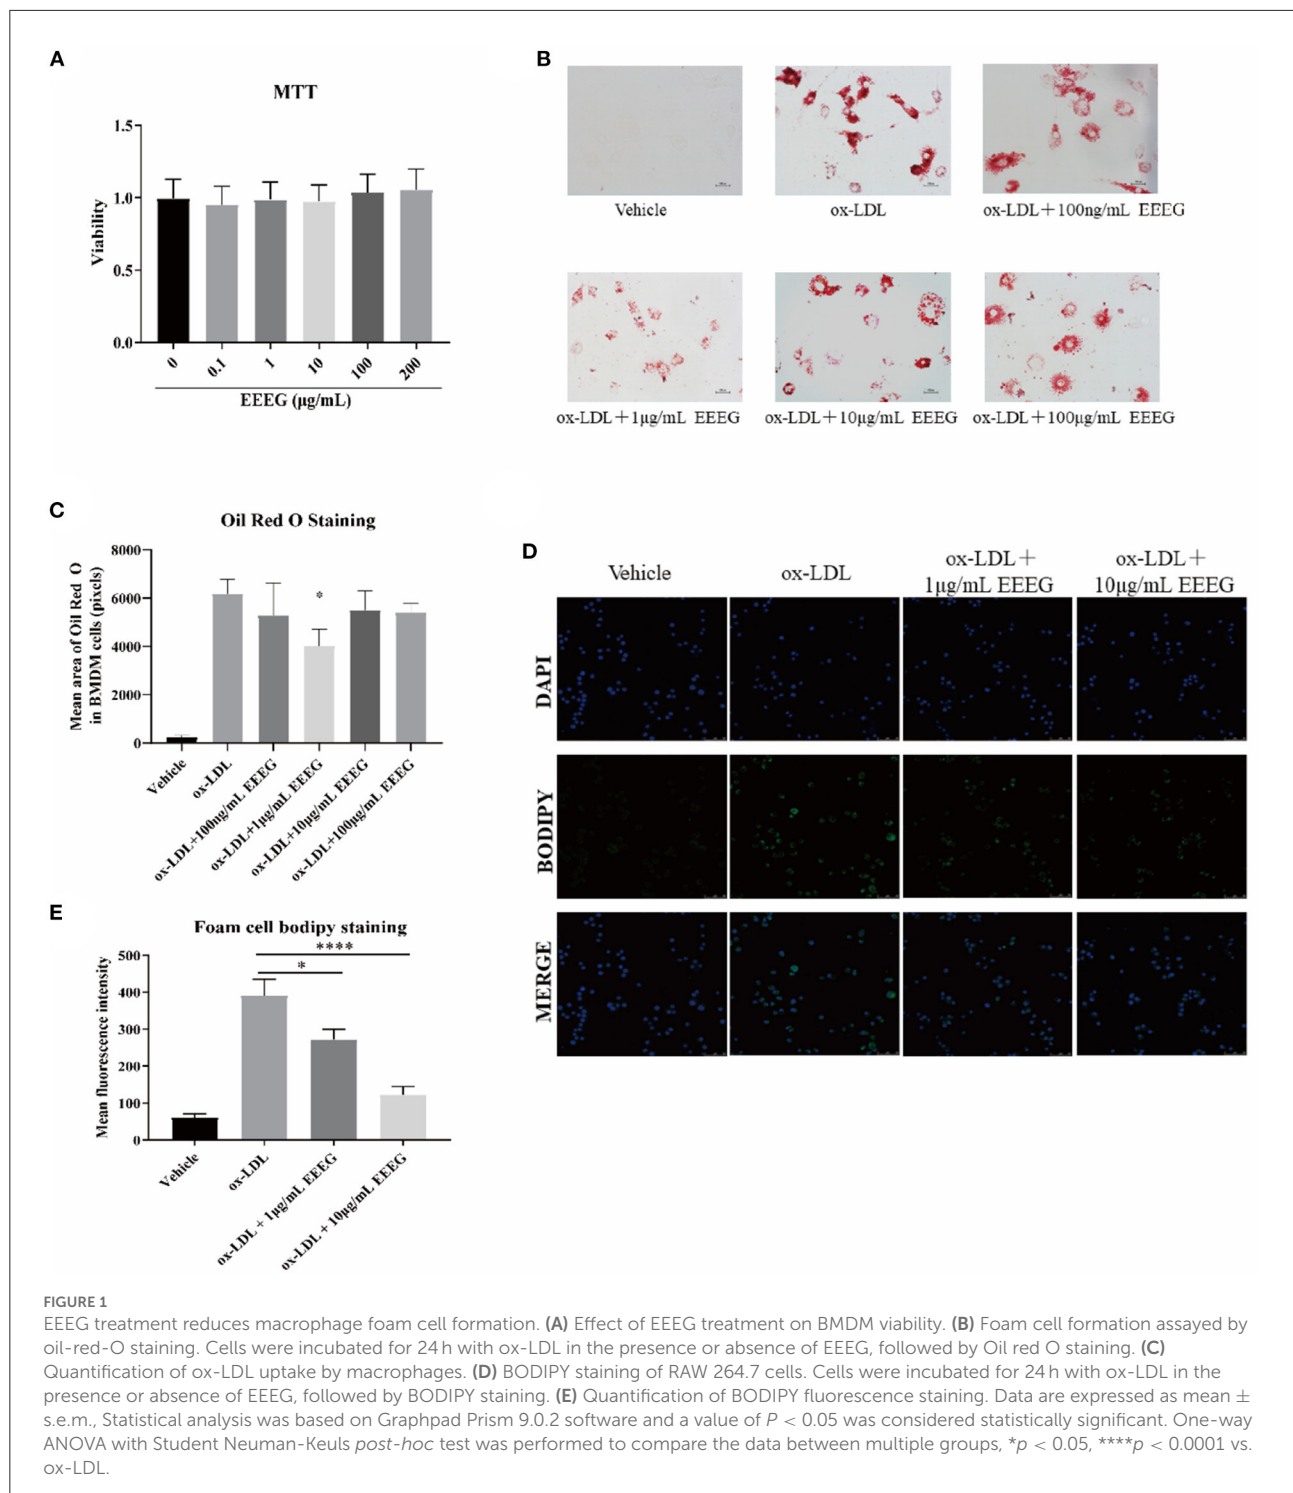 A
MTT
Viability
1.5
1.0
0.5
0.0
0
0.1
1
10
100
200
EEEG (μg/mL)
B
Vehicle
ox-LDL
ox-LDL+100ng/mL EEEG
ox-LDL+1μg/mL EEEG
ox-LDL+10μg/mL EEEG
ox-LDL+100μg/mL EEEG
C
Oil Red O Staining
Mean area of Oil Red O
in BMDM cells (pixels)
8000
6000
4000
2000
0
*
Vehicle
ox-LDL
ox-LDL+100ng/mL EEEG
ox-LDL+1μg/mL EEEG
ox-LDL+10μg/mL EEEG
ox-LDL+100μg/mL EEEG
D
Vehicle
ox-LDL
ox-LDL+
1μg/mL EEEG
ox-LDL+
10μg/mL EEEG
DAPI
BODIPY
MERGE
E
Foam cell bodipy staining
Mean fluorescence intensity
500
400
300
200
100
0
****
*
Vehicle
ox-LDL
ox-LDL + 1μg/mL EEEG
ox-LDL + 10μg/mL EEEG
FIGURE 1
EEEG treatment reduces macrophage foam cell formation. (A) Effect of EEEG treatment on BMDM viability. (B) Foam cell formation assayed by
oil-red-O staining. Cells were incubated for 24 h with ox-LDL in the presence or absence of EEEG, followed by Oil red O staining. (C)
Quantification of ox-LDL uptake by macrophages. (D) BODIPY staining of RAW 264.7 cells. Cells were incubated for 24 h with ox-LDL in the
presence or absence of EEEG, followed by BODIPY staining. (E) Quantification of BODIPY fluorescence staining. Data are expressed as mean ±
s.e.m., Statistical analysis was based on Graphpad Prism 9.0.2 software and a value of P < 0.05 was considered statistically significant. One-way
ANOVA with Student Neuman-Keuls post-hoc test was performed to compare the data between multiple groups, *p < 0.05, ****p < 0.0001 vs.
ox-LDL.